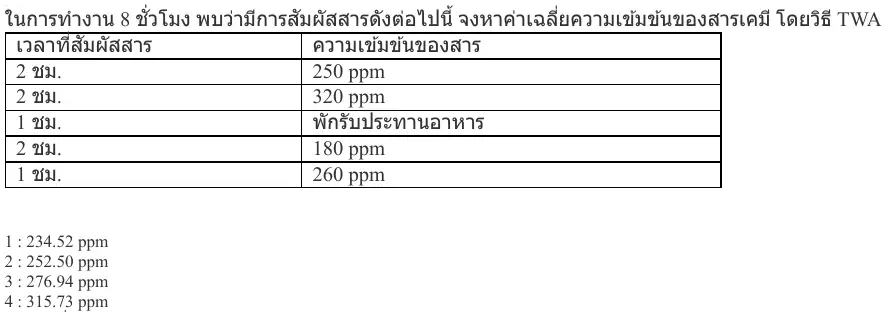 ในการทำงาน 8 ชั่วโมง พบว่ามีการสัมผัสสารดังต่อไปนี้ จงหาค่าเฉลี่ยความเข้มข้นของสารเคมี โดยวิธี TWA
เวลาที่สัมผัสสาร ความเข้มข้นของสาร
2 ชม. 250 ppm
2 ชม. 320 ppm
1 ชม. พักรับประทานอาหาร
2 ชม. 180 ppm
1 ชม. 260 ppm
1 : 234.52 ppm
2 : 252.50 ppm
3 : 276.94 ppm
4 : 315.73 ppm